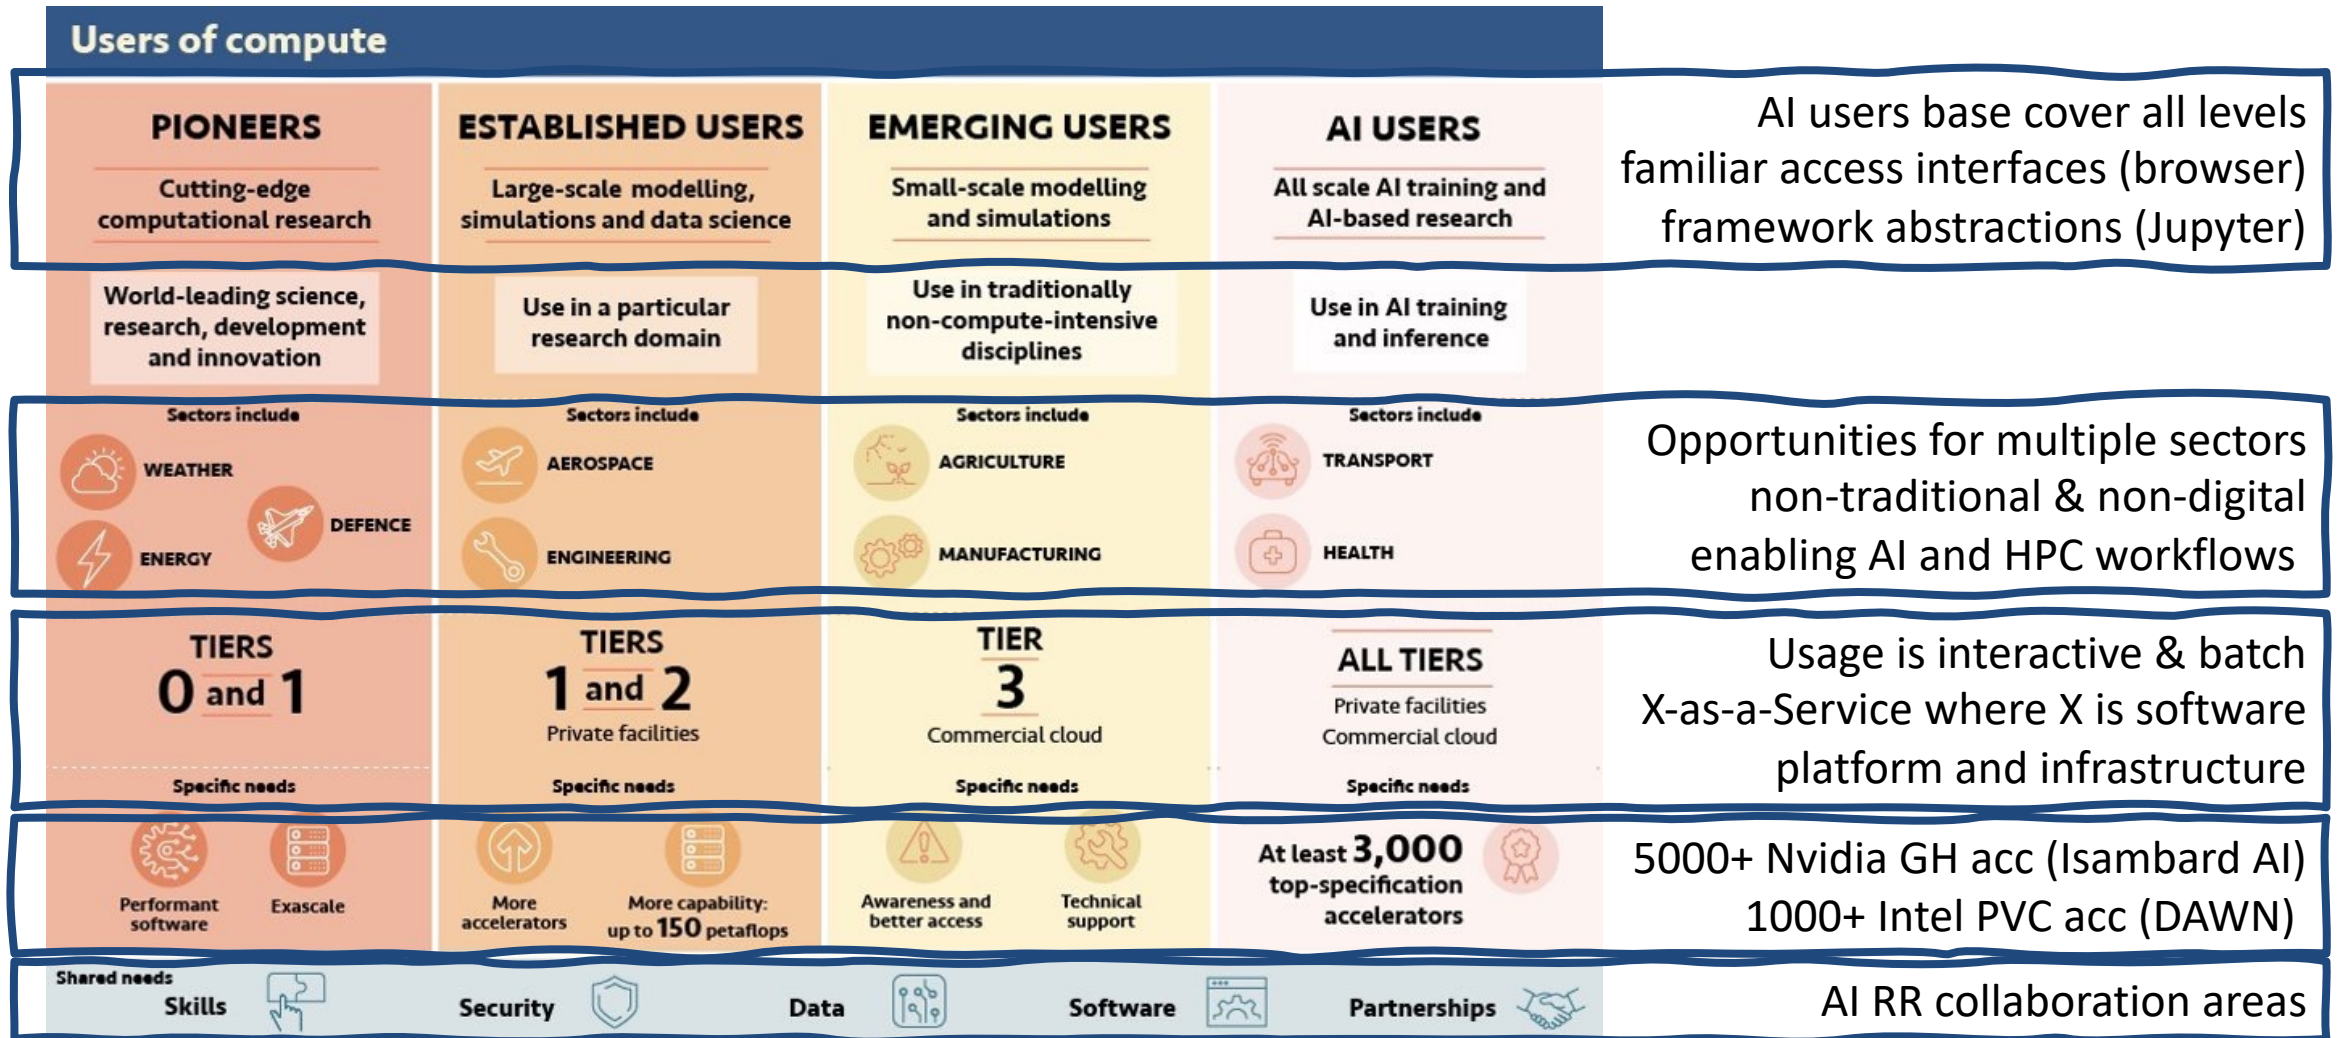 Users of compute
PIONEERS
Cutting-edge
computational research
World-leading science,
research, development
and innovation
Sectors include
WEATHER
DEFENCE
ENERGY
TIERS
0 and 1
Specific needs
Performant
software
Exascale
ESTABLISHED USERS
Large-scale modelling,
simulations and data science
Use in a particular
research domain
Sectors include
AEROSPACE
ENGINEERING
TIERS
1 and 2
Private facilities
Specific needs
More
accelerators
More capability:
up to 150 petaflops
EMERGING USERS
Small-scale modelling
and simulations
Use in traditionally
non-compute-intensive
disciplines
Sectors include
AGRICULTURE
MANUFACTURING
TIER
3
Commercial cloud
Specific needs
Awareness and
better access
Technical
support
AI USERS
All scale AI training and
AI-based research
Use in AI training
and inference
Sectors include
TRANSPORT
HEALTH
ALL TIERS
Private facilities
Commercial cloud
Specific needs
At least 3,000
top-specification
accelerators
Shared needs
Skills
Security
Data
Software
Partnerships
AI users base cover all levels
familiar access interfaces (browser)
framework abstractions (Jupyter)
Opportunities for multiple sectors
non-traditional & non-digital
enabling AI and HPC workflows
Usage is interactive & batch
X-as-a-Service where X is software
platform and infrastructure
5000+ Nvidia GH acc (Isambard AI)
1000+ Intel PVC acc (DAWN)
AI RR collaboration areas